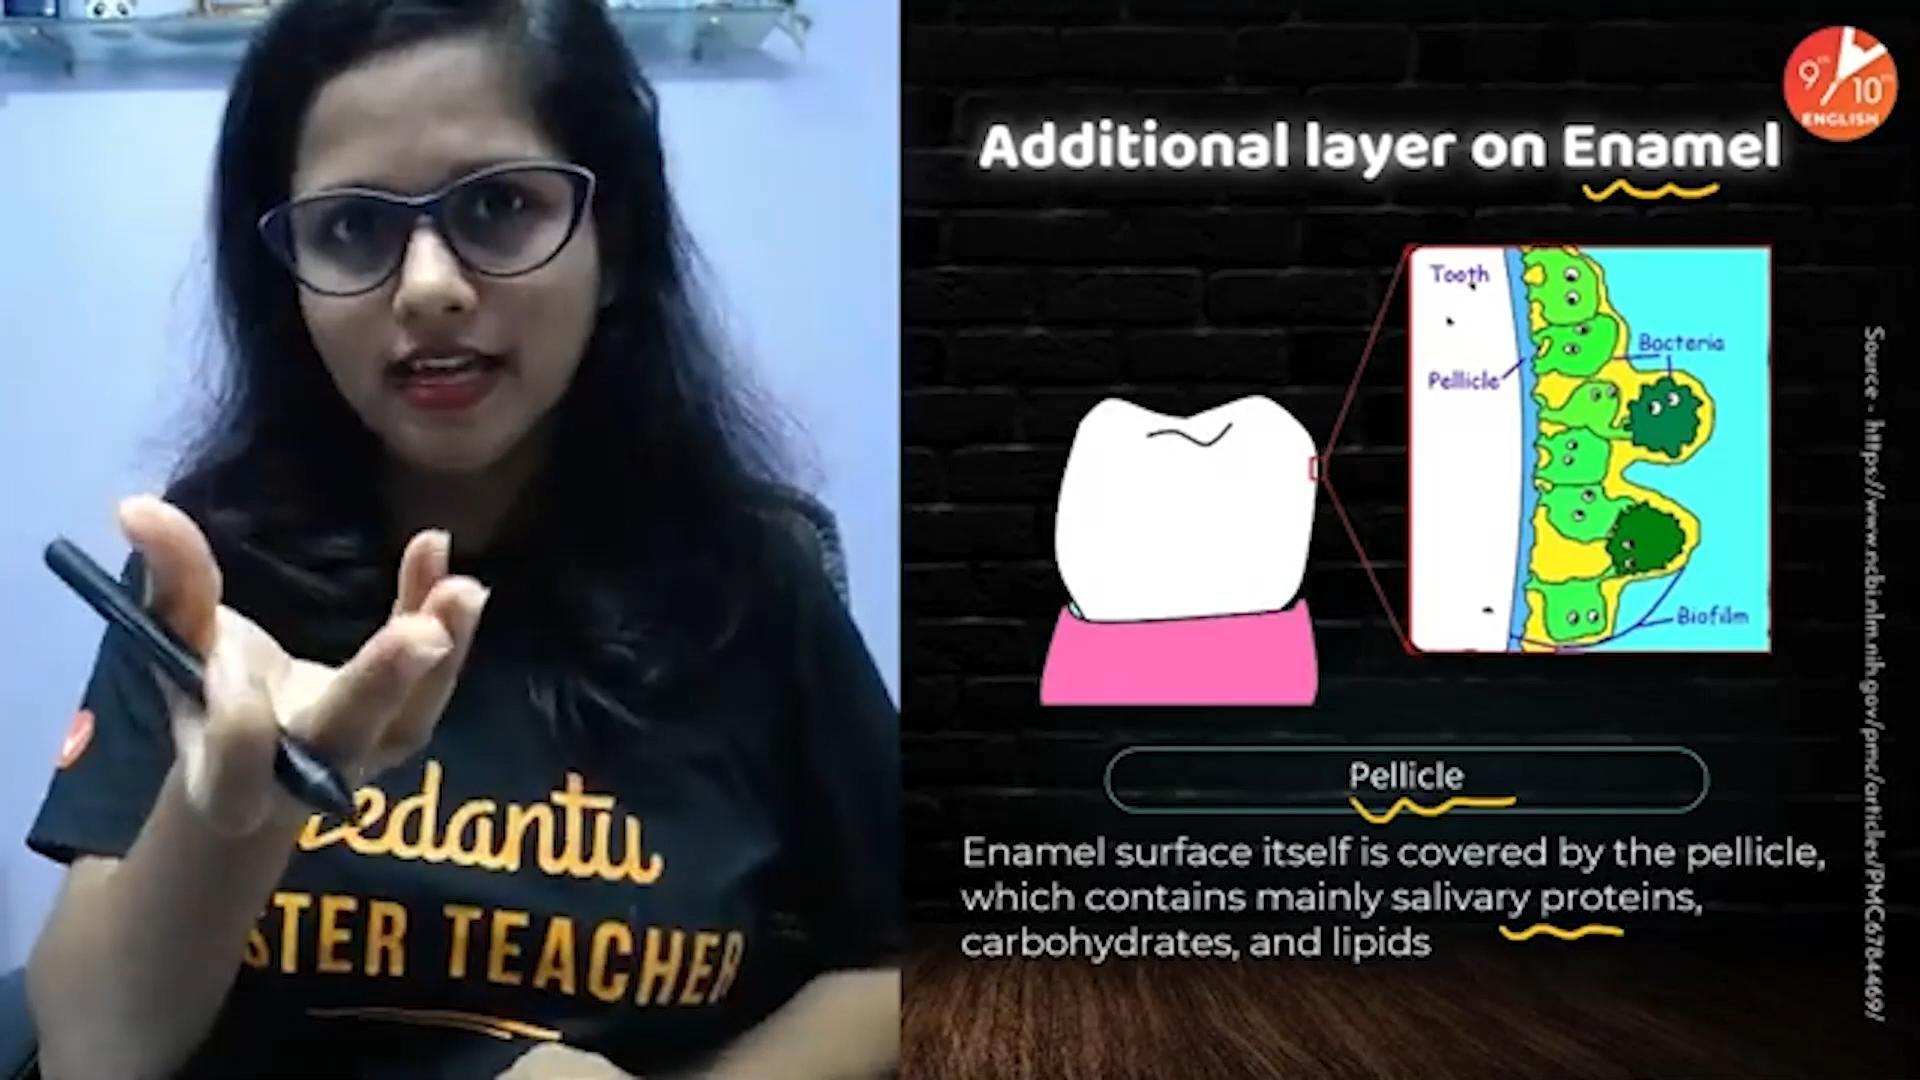 9th/10th
ENGLISH
Additional layer on Enamel
Tooth
Bacteria
Pellicle
Biofilm
Pellicle
Enamel surface itself is covered by the pellicle,
which contains mainly salivary proteins,
carbohydrates, and lipids
Source - https://www.ncbi.nlm.nih.gov/pmc/articles/PMC6784469/
edantu
STER TEACHER